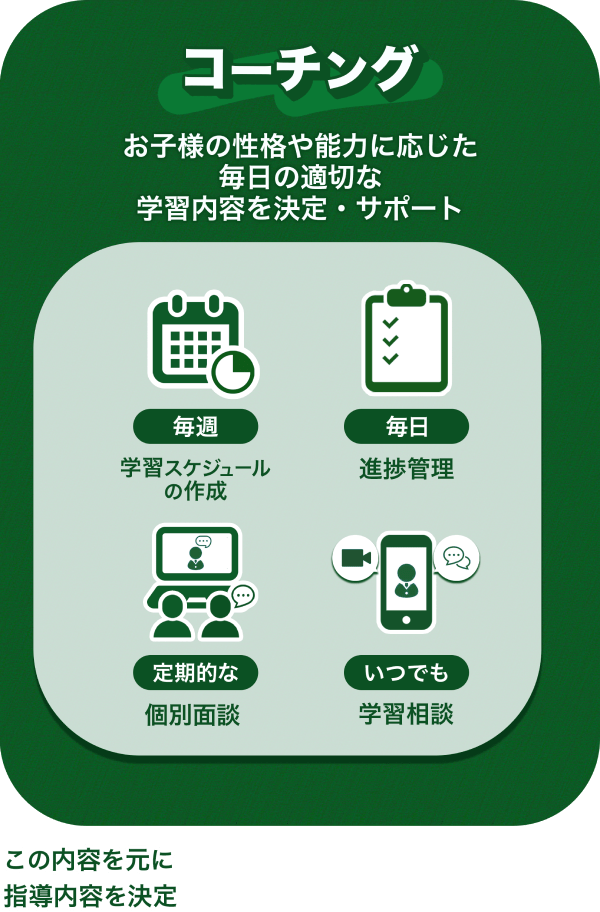 コーチング
お子様の性格や能力に応じた
毎日の適切な
学習内容を決定・サポート
毎週
学習スケジュール
の作成
毎日
進捗管理
定期的な
個別面談
いつでも
学習相談
この内容を元に
指導内容を決定